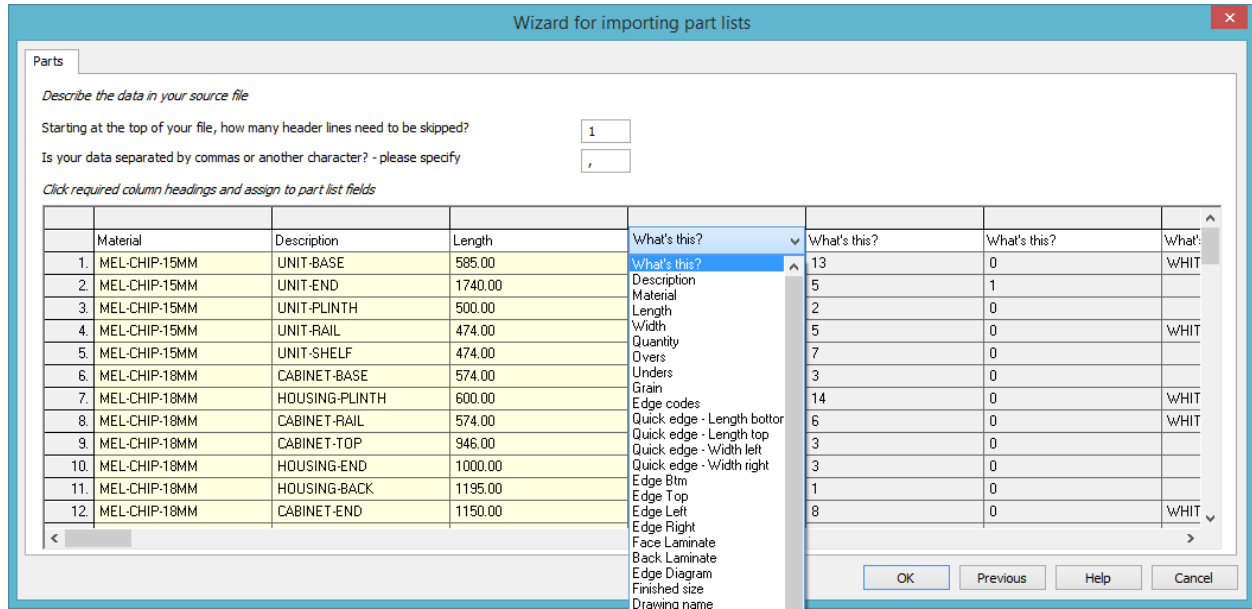 Wizard for importing part lists
Parts
Describe the data in your source file
Starting at the top of your file, how many header lines need to be skipped? 1
Is your data separated by commas or another character? - please specify ,
Click required column headings and assign to part list fields
Material Description Length What's this? What's this? What's this? What':
1. MEL-CHIP-15MM UNIT-BASE 585.00 13 0 WHIT
2. MEL-CHIP-15MM UNIT-END 1740.00 5 1
3. MEL-CHIP-15MM UNIT-PLINTH 500.00 2 0
4. MEL-CHIP-15MM UNIT-RAIL 474.00 5 0 WHIT
5. MEL-CHIP-15MM UNIT-SHELF 474.00 7 0
6. MEL-CHIP-18MM CABINET-BASE 574.00 3 0
7. MEL-CHIP-18MM HOUSING-PLINTH 600.00 14 0 WHIT
8. MEL-CHIP-18MM CABINET-RAIL 574.00 6 0 WHIT
9. MEL-CHIP-18MM CABINET-TOP 946.00 3 0
10. MEL-CHIP-18MM HOUSING-END 1000.00 3 0
11. MEL-CHIP-18MM HOUSING-BACK 1195.00 1 0
12. MEL-CHIP-18MM CABINET-END 1150.00 8 0 WHIT
What's this?
Description
Material
Length
Width
Quantity
Overs
Unders
Grain
Edge codes
Quick edge - Length bottor
Quick edge - Length top
Quick edge - Width left
Quick edge - Width right
Edge Btm
Edge Top
Edge Left
Edge Right
Face Laminate
Back Laminate
Edge Diagram
Finished size
Drawing name
OK Previous Help Cancel